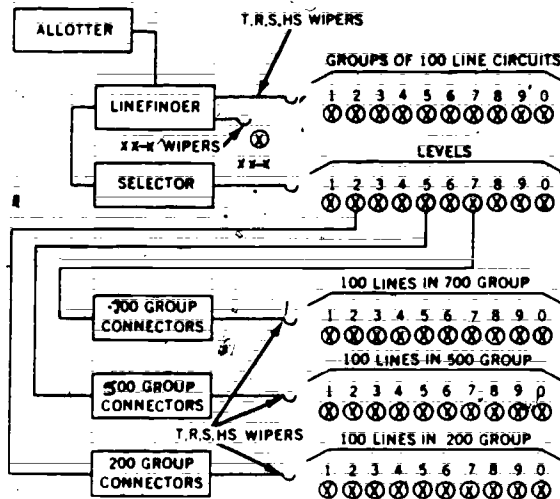 T,R,S,HS WIPERS
ALLOTTER
GROUPS OF 100 LINE CIRCUITS
LINEFINDER
1 2 3 4 5 6 7 8 9 0
XX-X WIPERS
XX-X
LEVELS
SELECTOR
1 2 3 4 5 6 7 8 9 0
100 LINES IN 700 GROUP
700 GROUP
CONNECTORS
1 2 3 4 5 6 7 8 9 0
100 LINES IN 500 GROUP
500 GROUP
CONNECTORS
1 2 3 4 5 6 7 8 9 0
T,R,S,HS WIPERS
100 LINES IN 200 GROUP
200 GROUP
CONNECTORS
1 2 3 4 5 6 7 8 9 0